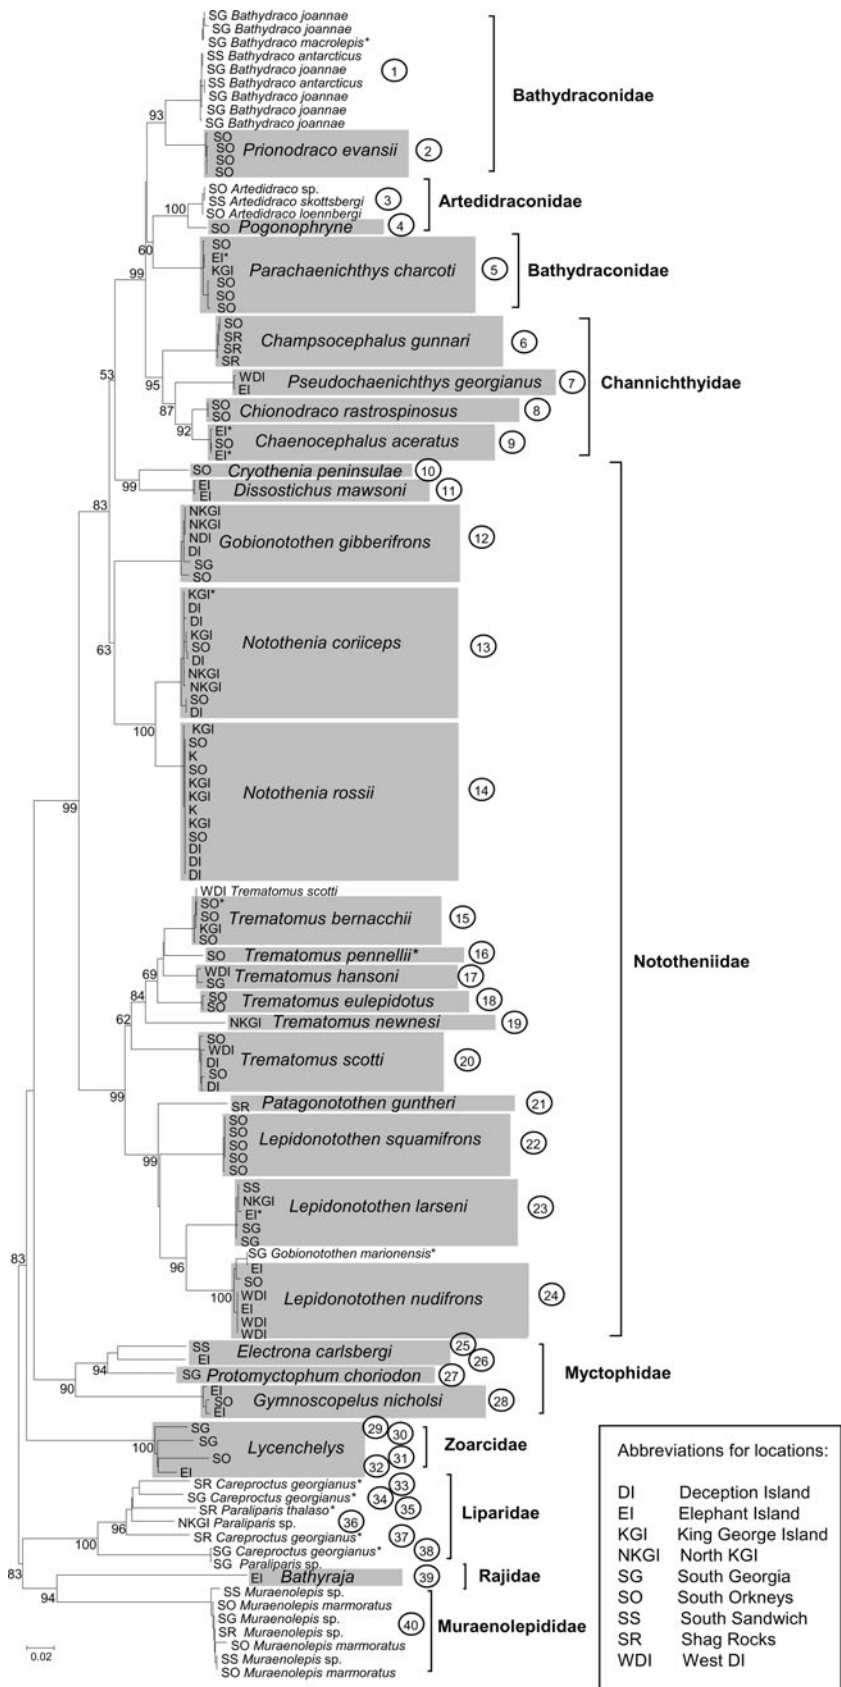 SG Bathydraco joannae
SG Bathydraco joannae
SG Bathydraco macrolepis*
SS Bathydraco antarcticus
SG Bathydraco joannae
1
SS Bathydraco antarcticus
SG Bathydraco joannae
SG Bathydraco joannae
SG Bathydraco joannae
Bathydraconidae
93
SO
SO
SO
SO
Prionodraco evansii
2
SO Artedidraco sp.
SS Artedidraco skottsbergi
3
SO Artedidraco loennbergi
Artedidraconidae
100
SO Pogonophryne
4
60
99
SO
EI*
KGI
SO
SO
SO
Parachaenichthys charcoti
5
Bathydraconidae
SO
SR
SR
SR
Champsocephalus gunnari
6
95
WDI
EI
Pseudochaenichthys georgianus
7
Channichthyidae
53
87
SO
SO
Chionodraco rastrospinosus
8
92
EI*
SO
EI*
Chaenocephalus aceratus
9
SO Cryothenia peninsulae
10
99
EI
EI
Dissostichus mawsoni
11
83
NKGI
NKGI
NDI
DI
SG
SO
Gobionotothen gibberifrons
12
63
KGI*
DI
DI
KGI
SO
DI
NKGI
NKGI
SO
DI
Notothenia coriiceps
13
100
KGI
SO
K
SO
KGI
KGI
K
KGI
SO
DI
DI
DI
Notothenia rossii
14
99
WDI Trematomus scotti
SO*
SO
KGI
SO
Trematomus bernacchii
15
SO Trematomus pennellii*
16
Nototheniidae
69
WDI
SG
Trematomus hansoni
17
84
SO
SO
Trematomus eulepidotus
18
62
NKGI Trematomus newnesi
19
SO
WDI
DI
SO
DI
Trematomus scotti
20
99
SR Patagonotothen guntheri
21
SO
SO
SO
SO
SO
Lepidonotothen squamifrons
22
99
SS
NKGI
EI*
SG
SG
Lepidonotothen larseni
23
96
SG Gobionotothen marionensis*
EI
SO
WDI
EI
WDI
WDI
Lepidonotothen nudifrons
24
100
83
SS
EI
Electrona carlsbergi
25
26
94
SG Protomyctophum choriodon
27
Myctophidae
90
EI
SO
EI
Gymnoscopelus nicholsi
28
SG
SG
SO
EI
Lycenchelys
29
30
31
32
Zoarcidae
100
SR Careproctus georgianus*
33
SG Careproctus georgianus*
34
SR Paraliparis thalaso*
35
NKGI Paraliparis sp.
36
Liparidae
96
SR Careproctus georgianus*
37
100
SG Careproctus georgianus*
38
SG Paraliparis sp.
83
EI Bathyraja
39
Rajidae
94
SS Muraenolepis sp.
SO Muraenolepis marmoratus
SG Muraenolepis sp.
40
SR Muraenolepis sp.
SO Muraenolepis marmoratus
SS Muraenolepis sp.
SO Muraenolepis marmoratus
Muraenolepididae
0.02
Abbreviations for locations:
DI Deception Island
EI Elephant Island
KGI King George Island
NKGI North KGI
SG South Georgia
SO South Orkneys
SS South Sandwich
SR Shag Rocks
WDI West DI